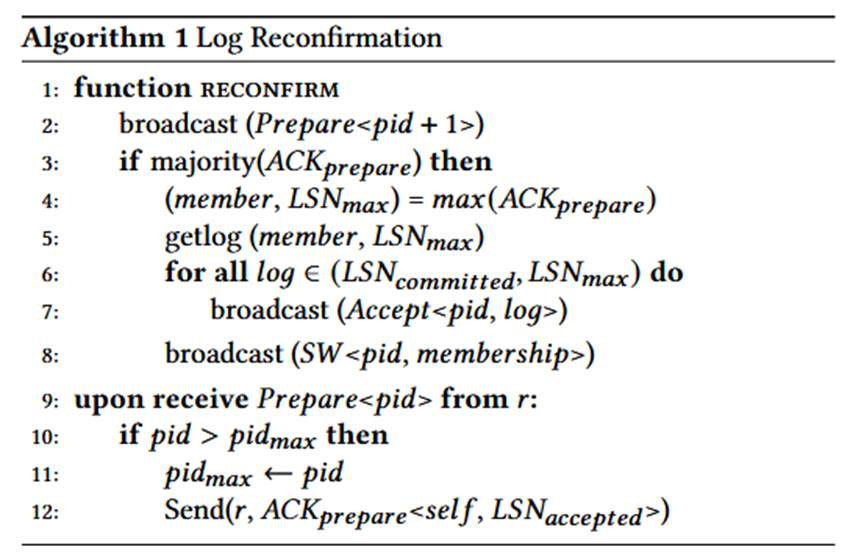 Algorithm 1 Log Reconfirmation
1: function RECONFIRM
2: broadcast (Prepare<pid + 1>)
3: if majority(ACK_prepare) then
4: (member, LSN_max) = max(ACK_prepare)
5: getlog (member, LSN_max)
6: for all log ∈ (LSN_committed, LSN_max) do
7: broadcast (Accept<pid, log>)
8: broadcast (SW<pid, membership>)
9: upon receive Prepare<pid> from r:
10: if pid > pid_max then
11: pid_max ← pid
12: Send(r, ACK_prepare<self, LSN_accepted>)